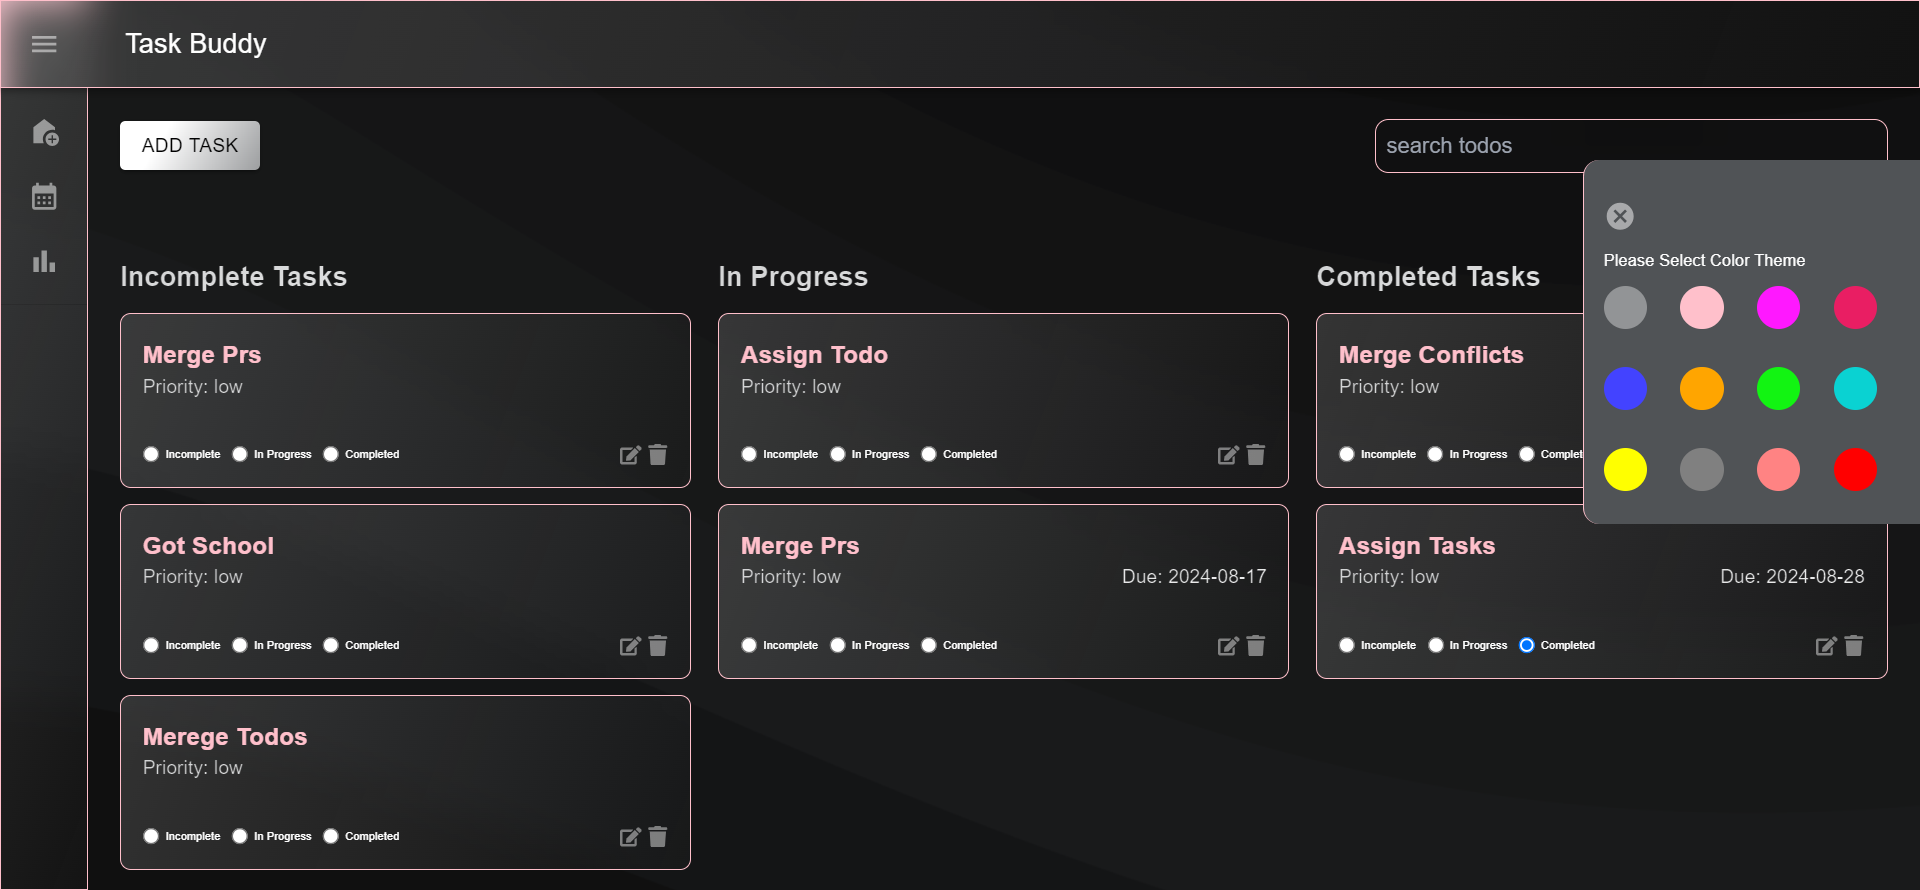 Task Buddy
ADD TASK
search todos
Please Select Color Theme
Incomplete Tasks
Merge Prs
Priority: low
Incomplete In Progress Completed
Got School
Priority: low
Incomplete In Progress Completed
Merege Todos
Priority: low
Incomplete In Progress Completed
In Progress
Assign Todo
Priority: low
Incomplete In Progress Completed
Merge Prs
Priority: low Due: 2024-08-17
Incomplete In Progress Completed
Completed Tasks
Merge Conflicts
Priority: low
Incomplete In Progress Complet
Assign Tasks
Priority: low Due: 2024-08-28
Incomplete In Progress Completed